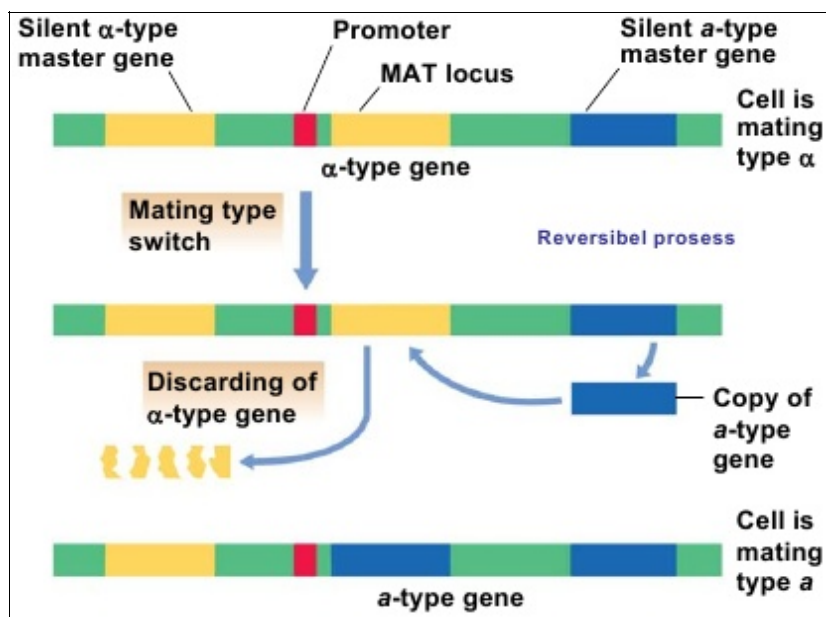 Silent α-type
master gene
Promoter
MAT locus
Silent a-type
master gene
Cell is
mating
type α
α-type gene
Mating type
switch
Reversibel prosess
Discarding of
α-type gene
Copy of
a-type
gene
Cell is
mating
type a
a-type gene